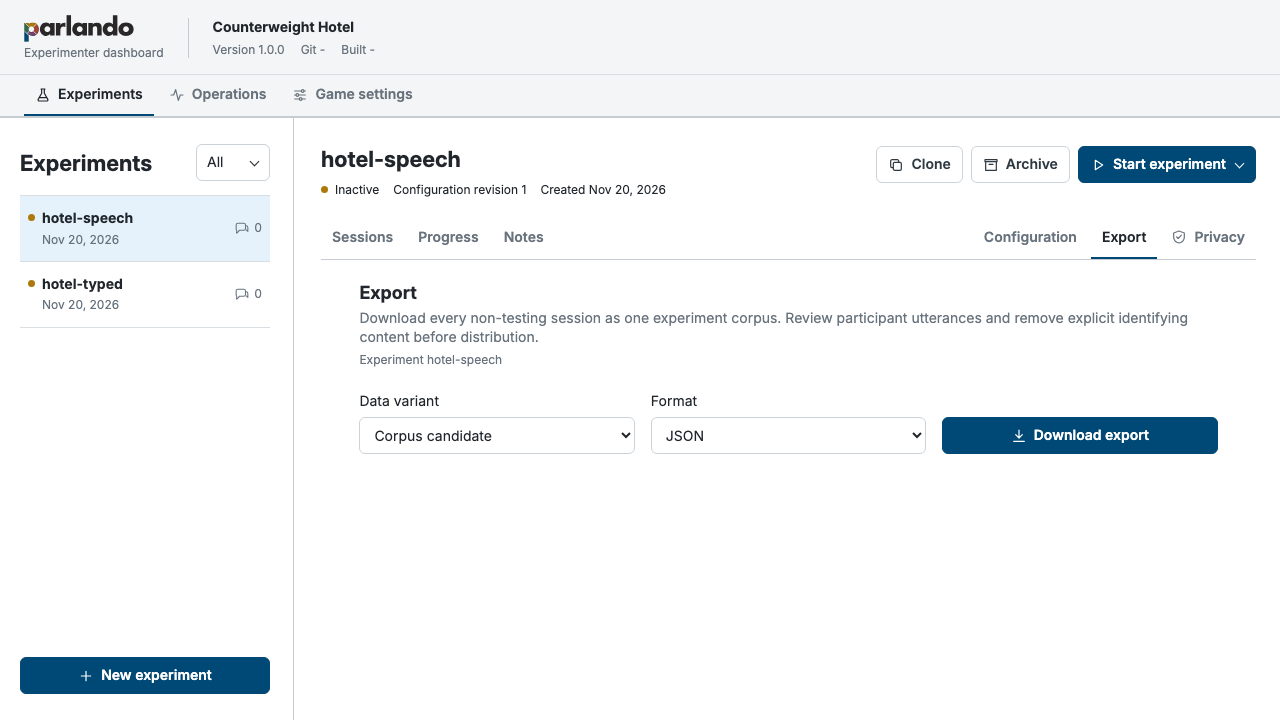 parlando
Experimenter dashboard
Counterweight Hotel
Version 1.0.0 Git - Built -
Experiments Operations Game settings
Experiments All
hotel-speech
Nov 20, 2026
0
hotel-typed
Nov 20, 2026
0
New experiment
hotel-speech
Inactive Configuration revision 1 Created Nov 20, 2026
Clone Archive Start experiment
Sessions Progress Notes Configuration Export Privacy
Export
Download every non-testing session as one experiment corpus. Review participant utterances and remove explicit identifying
content before distribution.
Experiment hotel-speech
Data variant Format
Corpus candidate JSON Download export